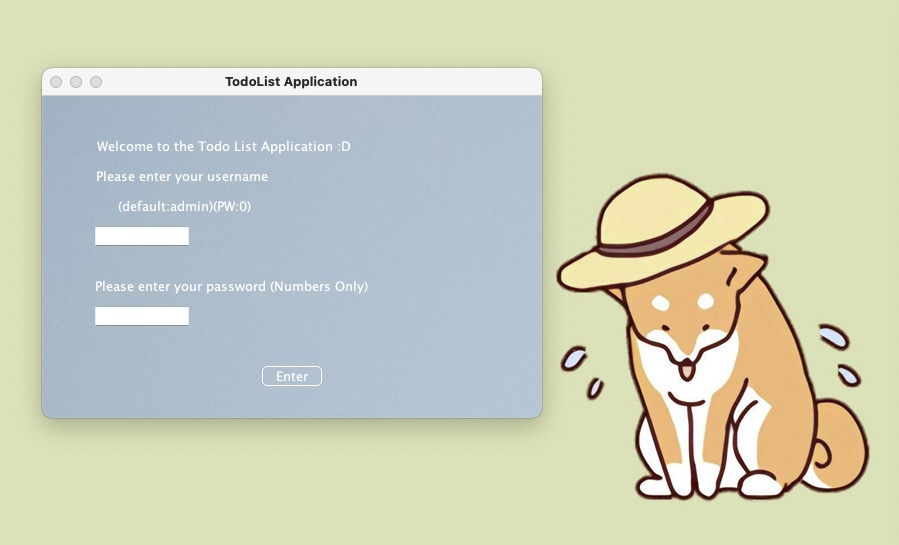 TodoList Application
Welcome to the Todo List Application :D
Please enter your username
(default:admin)(PW:0)
Please enter your password (Numbers Only)
Enter